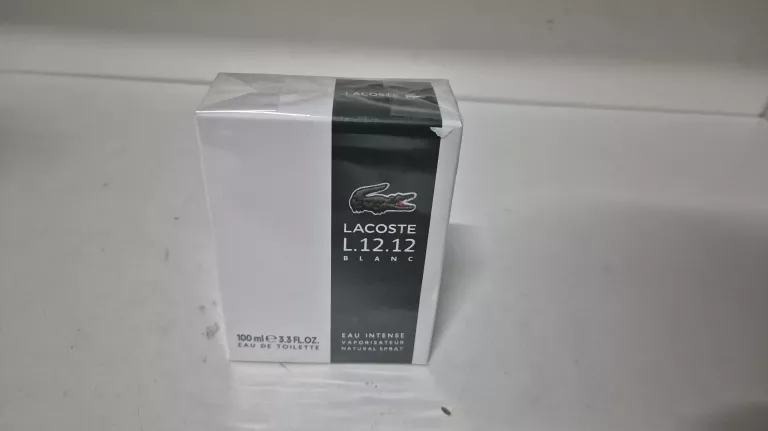 LACOSTE
LACOSTE
L.12.12
BLANC
100 ml e 3.3 FL.OZ.
EAU DE TOILETTE
EAU INTENSE
VAPORISATEUR
NATURAL SPRAY